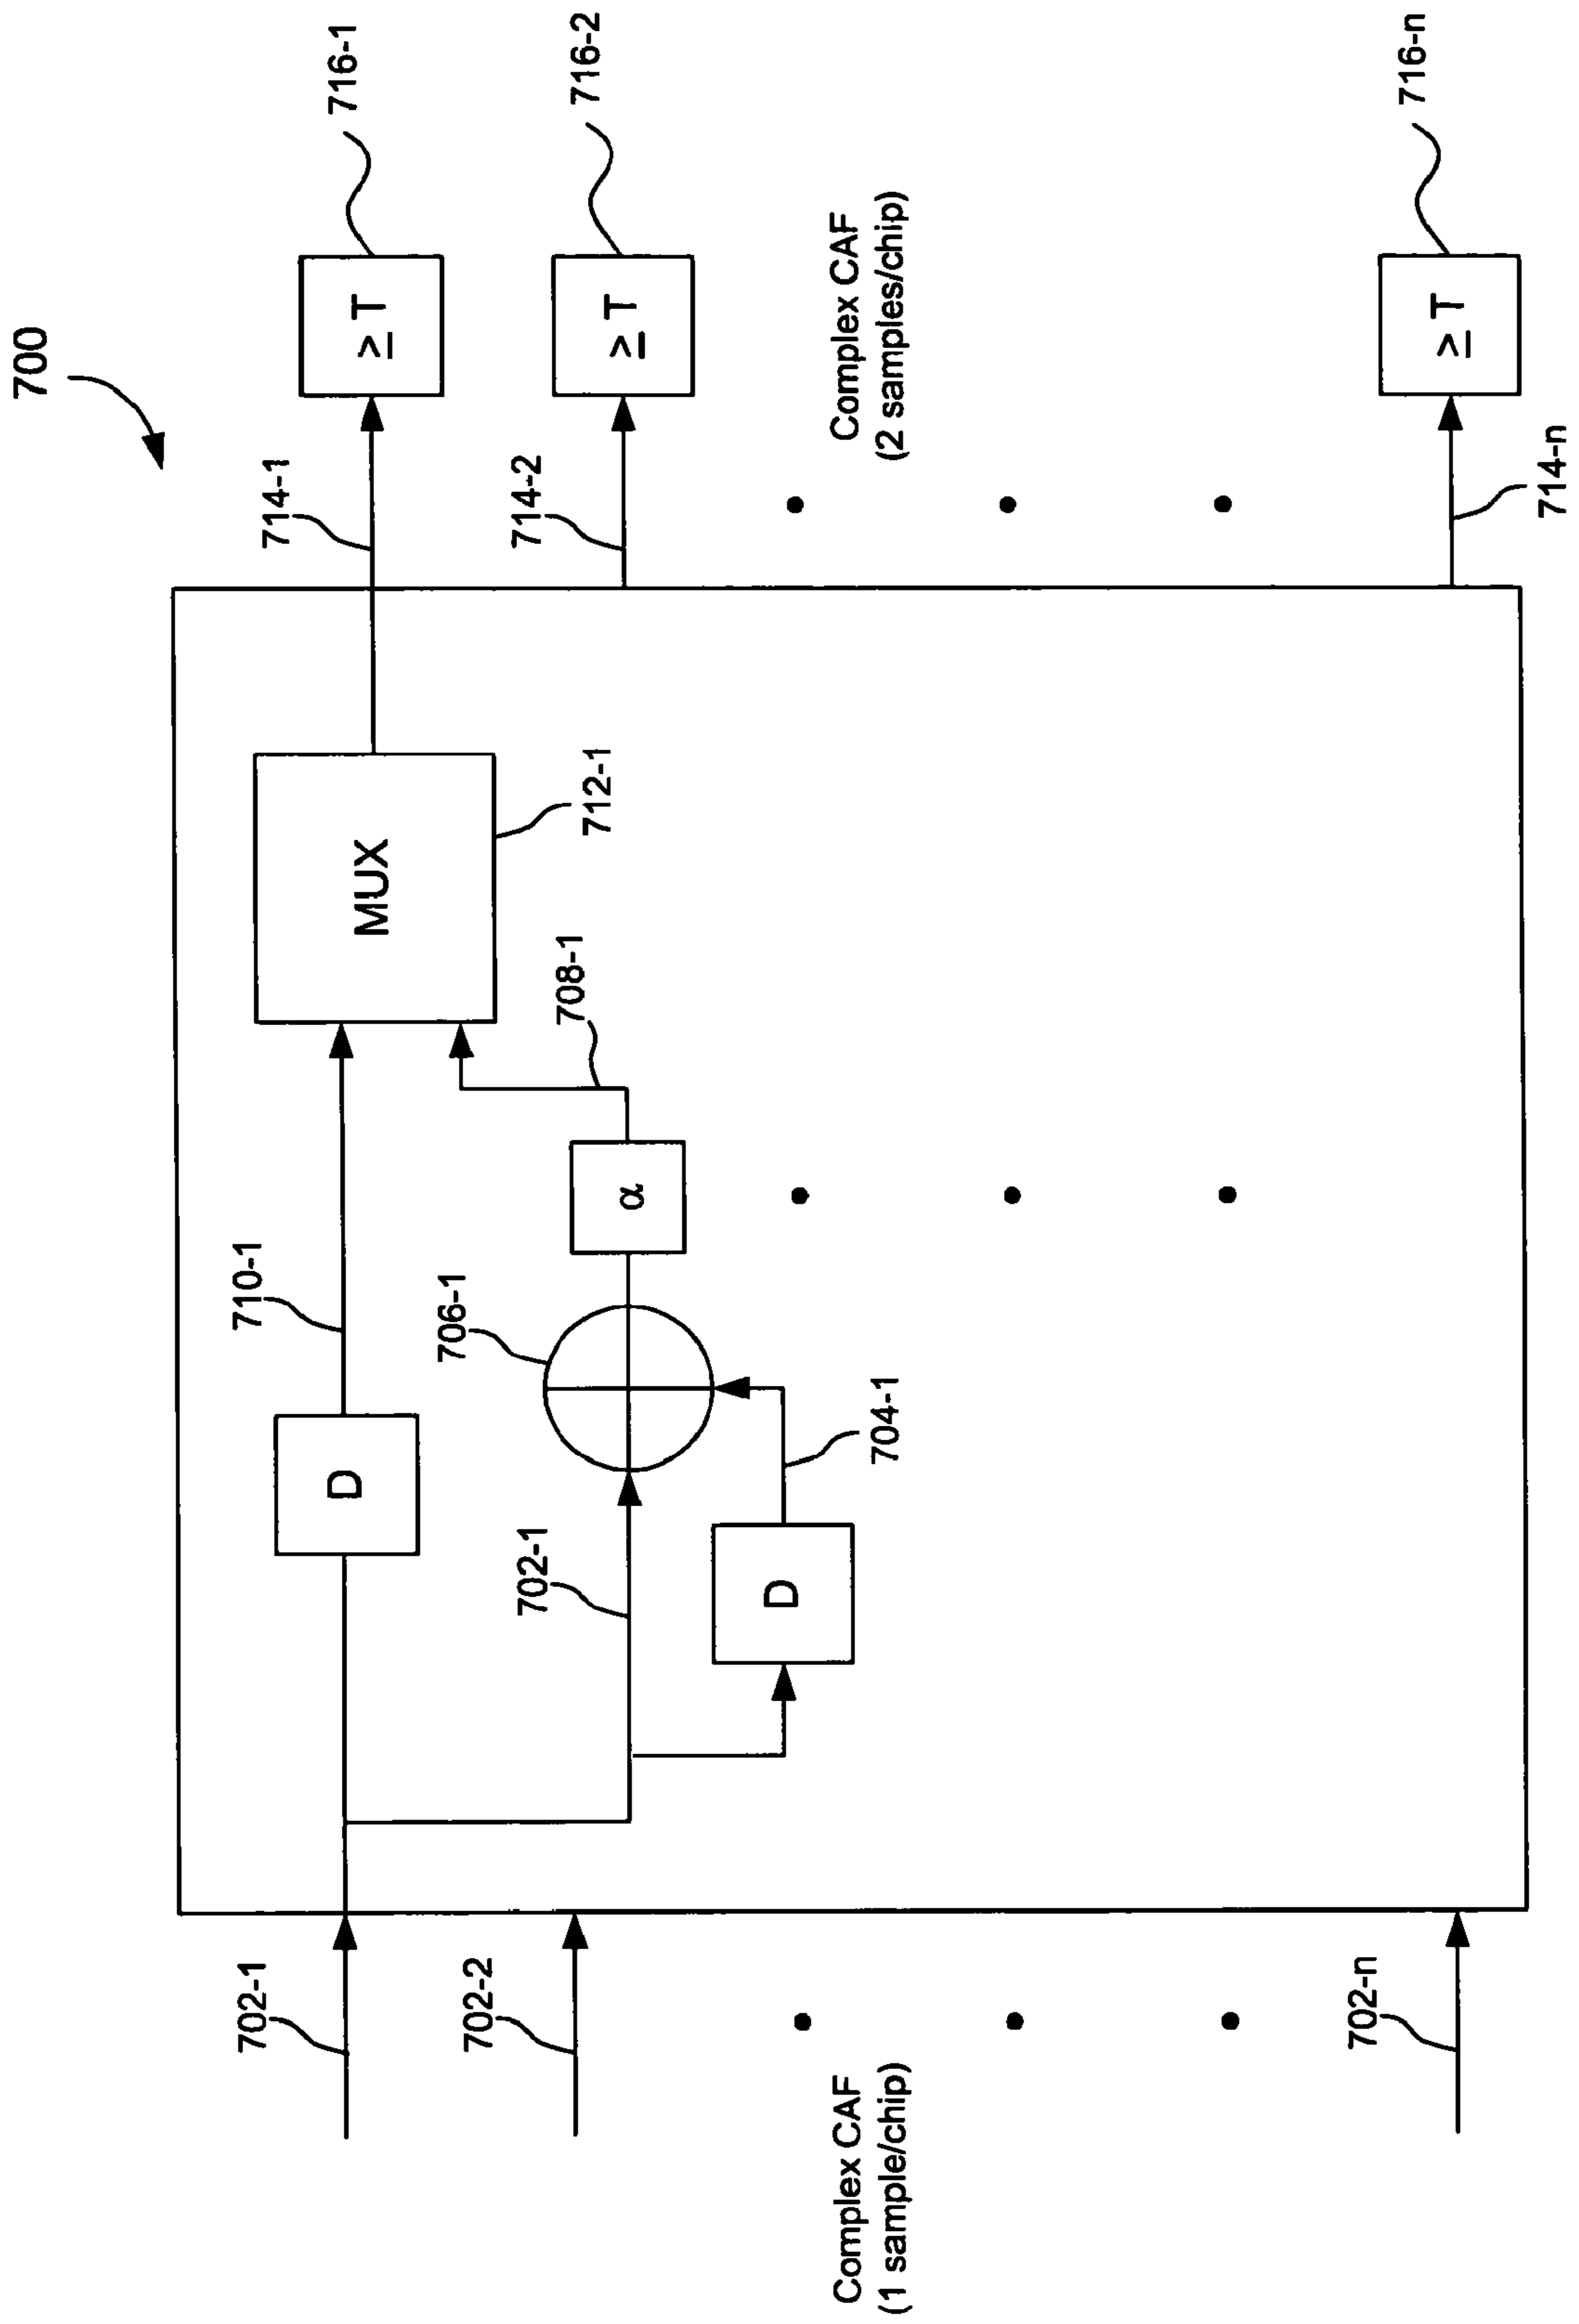 700
702-1
702-2
702-n
Complex CAF
(1 sample/chip)
D
710-1
702-1
D
704-1
706-1
α
708-1
MUX
712-1
714-1
714-2
714-n
≥ T
716-1
≥ T
716-2
Complex CAF
(2 samples/chip)
≥ T
716-n